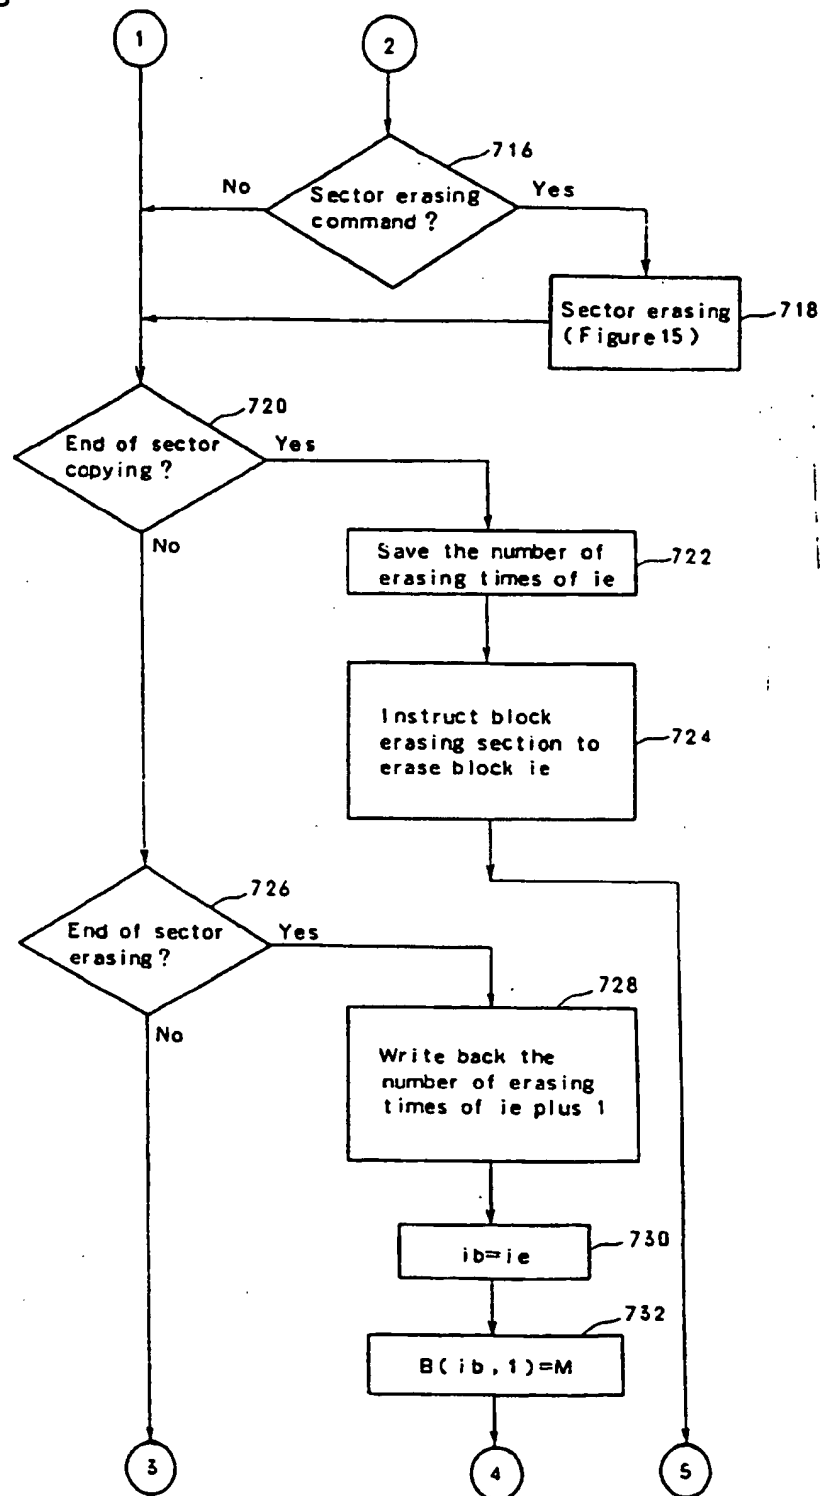 1
2
716
No
Sector erasing
command?
Yes
Sector erasing
(Figure 15)
718
720
End of sector
copying?
Yes
No
Save the number of
erasing times of ie
722
Instruct block
erasing section to
erase block ie
724
726
End of sector
erasing?
Yes
No
728
Write back the
number of erasing
times of ie plus 1
ib=ie
730
732
B(ib,1)=M
3
4
5